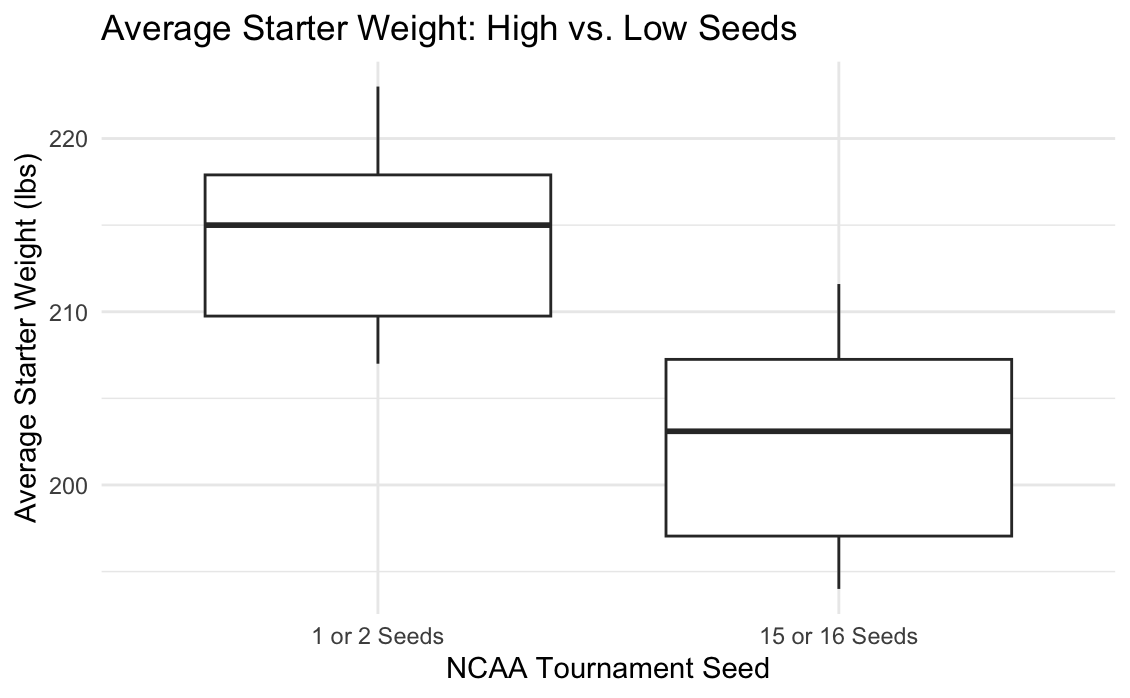 Average Starter Weight: High vs. Low Seeds
Average Starter Weight (lbs)
220
210
200
1 or 2 Seeds
15 or 16 Seeds
NCAA Tournament Seed